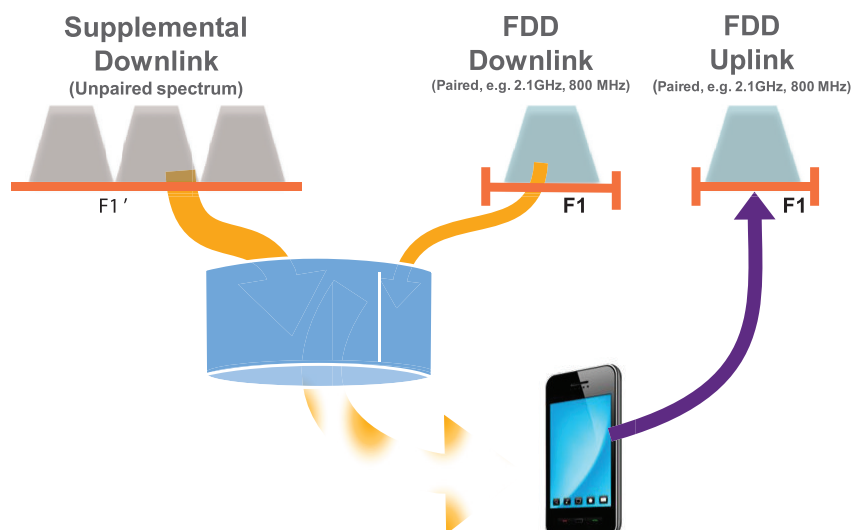 Supplemental
Downlink
(Unpaired spectrum)
FDD
Downlink
(Paired, e.g. 2.1GHz, 800 MHz)
FDD
Uplink
(Paired, e.g. 2.1GHz, 800 MHz)
F1 ′
F1
F1